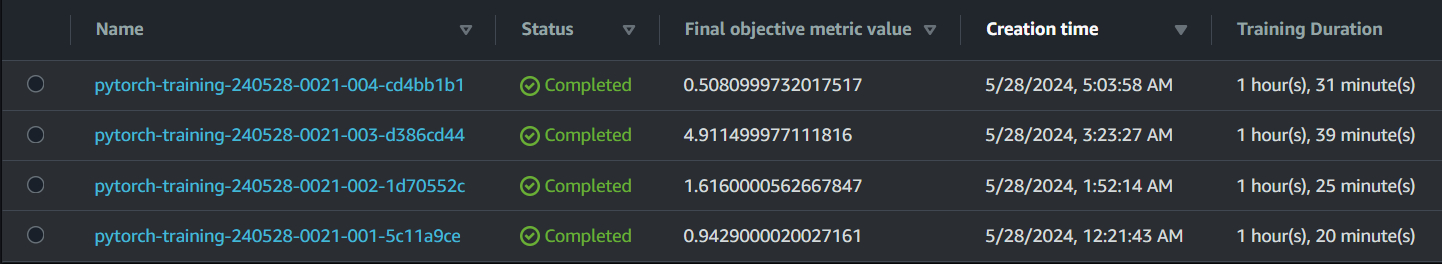 Name Status Final objective metric value Creation time Training Duration
pytorch-training-240528-0021-004-cd4bb1b1 Completed 0.5080999732017517 5/28/2024, 5:03:58 AM 1 hour(s), 31 minute(s)
pytorch-training-240528-0021-003-d386cd44 Completed 4.911499977111816 5/28/2024, 3:23:27 AM 1 hour(s), 39 minute(s)
pytorch-training-240528-0021-002-1d70552c Completed 1.6160000562667847 5/28/2024, 1:52:14 AM 1 hour(s), 25 minute(s)
pytorch-training-240528-0021-001-5c11a9ce Completed 0.9429000020027161 5/28/2024, 12:21:43 AM 1 hour(s), 20 minute(s)